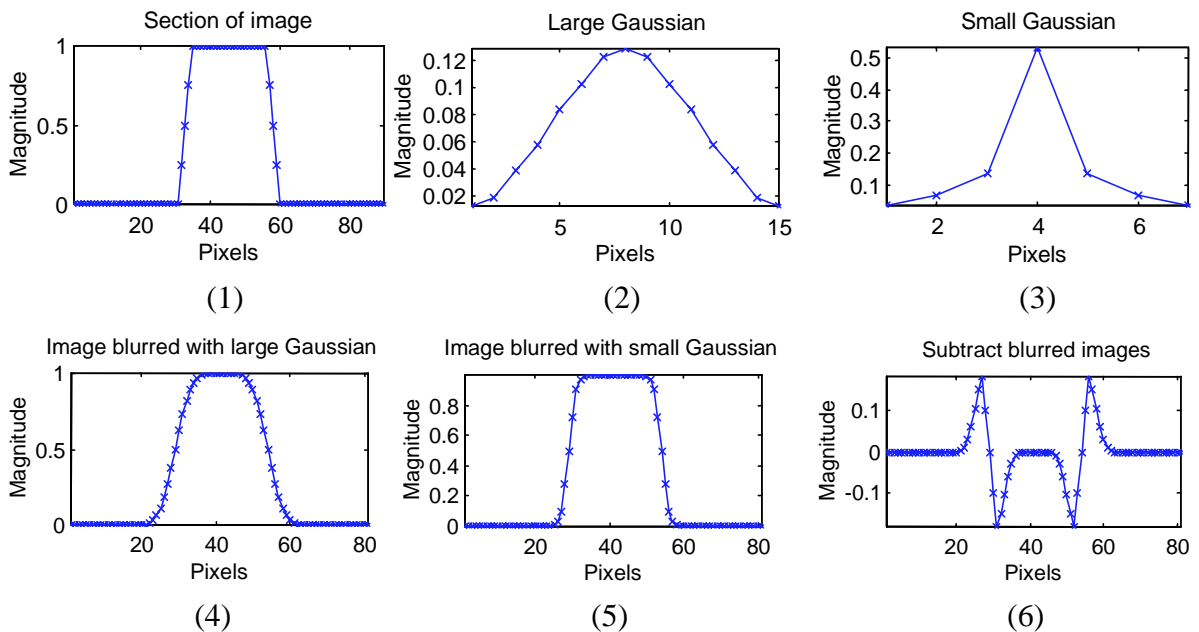 Section of image
Large Gaussian
Small Gaussian
Magnitude
1
0.5
0
20 40 60 80
Pixels
Magnitude
0.12
0.1
0.08
0.06
0.04
0.02
5 10 15
Pixels
Magnitude
0.5
0.4
0.3
0.2
0.1
2 4 6
Pixels
(1)
(2)
(3)
Image blurred with large Gaussian
Image blurred with small Gaussian
Subtract blurred images
Magnitude
1
0.5
0
20 40 60 80
Pixels
Magnitude
0.8
0.6
0.4
0.2
0
20 40 60 80
Pixels
Magnitude
0.1
0
-0.1
20 40 60 80
Pixels
(4)
(5)
(6)